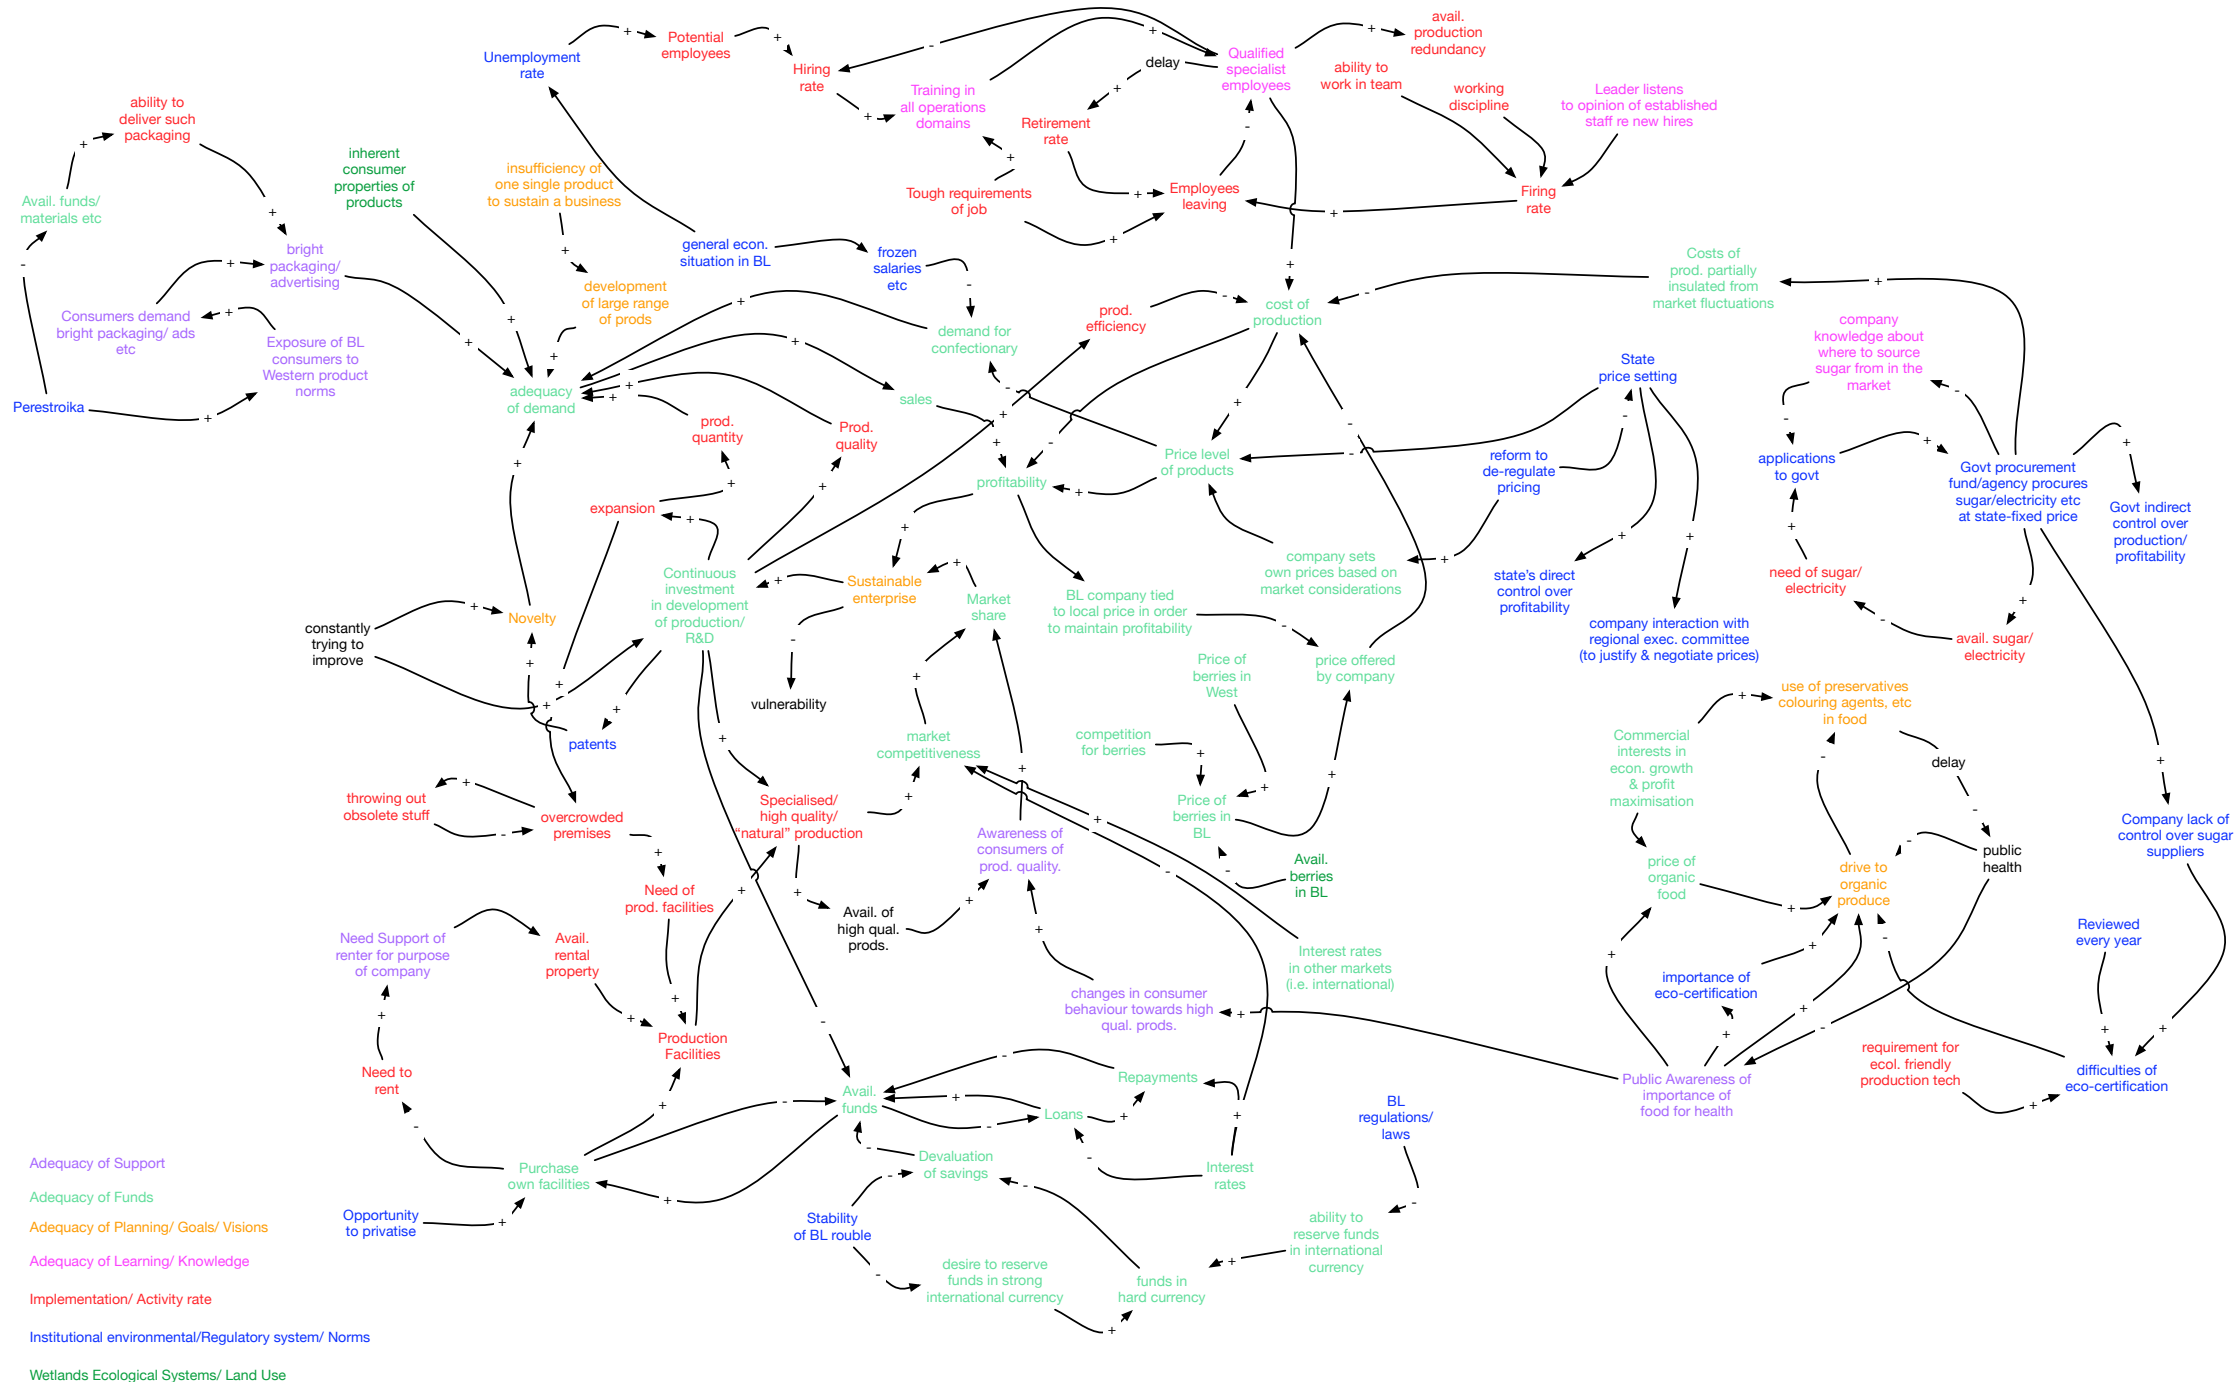 avail.
production
redundancy
Potential
employees
Unemployment
rate
Hiring
rate
Qualified
specialist
employees
delay
ability to
work in team
working
discipline
Leader listens
to opinion of established
staff re new hires
Training in
all operations
domains
Retirement
rate
ability to
deliver such
packaging
inherent
consumer
properties of
products
insufficiency of
one single product
to sustain a business
Tough requirements
of job
Employees
leaving
Firing
rate
Avail. funds/
materials etc
bright
packaging/
advertising
general econ.
situation in BL
frozen
salaries
etc
Costs of
prod. partially
insulated from
market fluctuations
development
of large range
of prods
Consumers demand
bright packaging/ ads
etc
Exposure of BL
consumers to
Western product
norms
demand for
confectionary
prod.
efficiency
cost of
production
company
knowledge about
where to source
sugar from in the
market
State
price setting
Perestroika
adequacy
of demand
sales
prod.
quantity
Prod.
quality
Price level
of products
reform to
de-regulate
pricing
applications
to govt
Govt procurement
fund/agency procures
sugar/electricity etc
at state-fixed price
Govt indirect
control over
production/
profitability
profitability
expansion
company sets
own prices based on
market considerations
state's direct
control over
profitability
need of sugar/
electricity
Continuous
investment
in development
of production/
R&D
Sustainable
enterprise
Market
share
BL company tied
to local price in order
to maintain profitability
company interaction with
regional exec. committee
(to justify & negotiate prices)
avail. sugar/
electricity
Novelty
constantly
trying to
improve
Price of
berries in
West
price offered
by company
vulnerability
use of preservatives
colouring agents, etc
in food
patents
market
competitiveness
competition
for berries
Commercial
interests in
econ. growth
& profit
maximisation
delay
throwing out
obsolete stuff
overcrowded
premises
Specialised/
high quality/
“natural” production
Price of
berries in
BL
Awareness of
consumers of
prod. quality.
Avail.
berries
in BL
price of
organic
food
drive to
organic
produce
public
health
Company lack of
control over sugar
suppliers
Need of
prod. facilities
Avail. of
high qual.
prods.
Need Support of
renter for purpose
of company
Avail.
rental
property
Interest rates
in other markets
(i.e. international)
importance of
eco-certification
Reviewed
every year
changes in consumer
behaviour towards high
qual. prods.
Production
Facilities
Need to
rent
Avail.
funds
Repayments
Loans
Public Awareness of
importance of
food for health
requirement for
ecol. friendly
production tech
difficulties of
eco-certification
BL
regulations/
laws
Purchase
own facilities
Devaluation
of savings
Interest
rates
Opportunity
to privatise
Stability
of BL rouble
ability to
reserve funds
in international
currency
desire to reserve
funds in strong
international currency
funds in
hard currency
Adequacy of Support
Adequacy of Funds
Adequacy of Planning/ Goals/ Visions
Adequacy of Learning/ Knowledge
Implementation/ Activity rate
Institutional environmental/Regulatory system/ Norms
Wetlands Ecological Systems/ Land Use